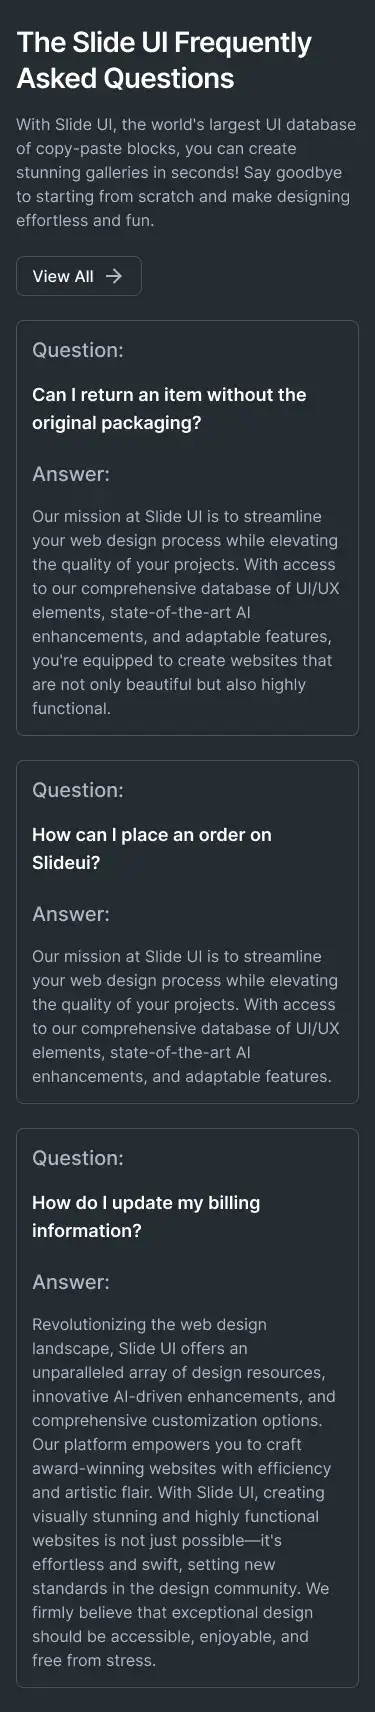 The Slide UI Frequently
Asked Questions
With Slide UI, the world's largest UI database
of copy-paste blocks, you can create
stunning galleries in seconds! Say goodbye
to starting from scratch and make designing
effortless and fun.
View All
Question:
Can I return an item without the
original packaging?
Answer:
Our mission at Slide UI is to streamline
your web design process while elevating
the quality of your projects. With access
to our comprehensive database of UI/UX
elements, state-of-the-art AI
enhancements, and adaptable features,
you're equipped to create websites that
are not only beautiful but also highly
functional.
Question:
How can I place an order on
Slideui?
Answer:
Our mission at Slide UI is to streamline
your web design process while elevating
the quality of your projects. With access
to our comprehensive database of UI/UX
elements, state-of-the-art AI
enhancements, and adaptable features.
Question:
How do I update my billing
information?
Answer:
Revolutionizing the web design
landscape, Slide UI offers an
unparalleled array of design resources,
innovative AI-driven enhancements, and
comprehensive customization options.
Our platform empowers you to craft
award-winning websites with efficiency
and artistic flair. With Slide UI, creating
visually stunning and highly functional
websites is not just possible—it's
effortless and swift, setting new
standards in the design community. We
firmly believe that exceptional design
should be accessible, enjoyable, and
free from stress.